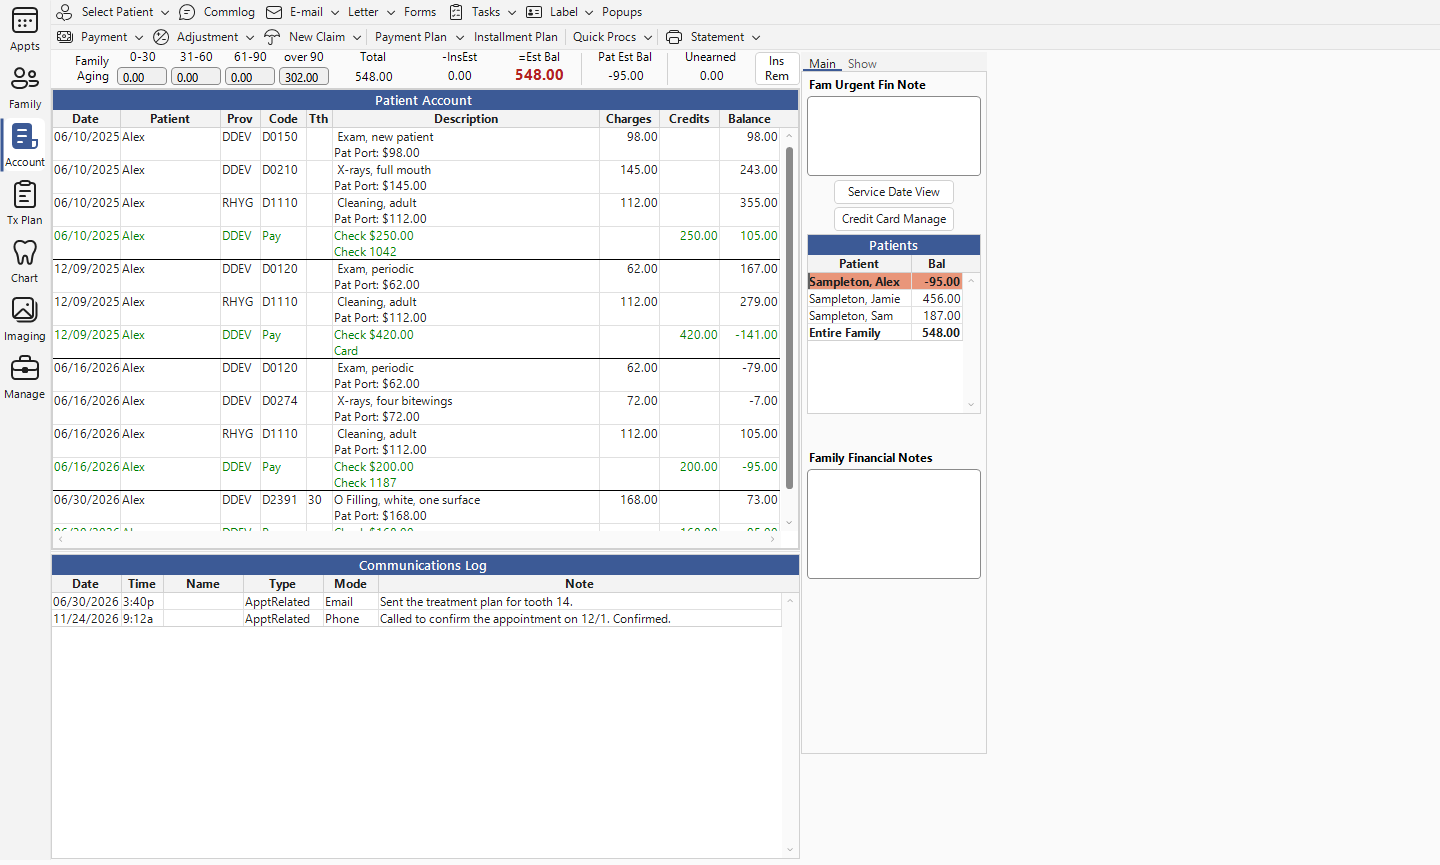 Select Patient Commlog E-mail Letter Forms Tasks Label Popups
Payment Adjustment New Claim Payment Plan Installment Plan Quick Procs Statement
Appts
Family
Account
Tx Plan
Chart
Imaging
Manage
Family Aging
0-30 31-60 61-90 over 90 Total -InsEst =Est Bal Pat Est Bal Unearned
0.00 0.00 0.00 302.00 548.00 0.00 548.00 -95.00 0.00
Ins Rem
Patient Account
Date Patient Prov Code Tth Description Charges Credits Balance
06/10/2025 Alex DDEV D0150 Exam, new patient 98.00 98.00
Pat Port: $98.00
06/10/2025 Alex DDEV D0210 X-rays, full mouth 145.00 243.00
Pat Port: $145.00
06/10/2025 Alex RHYG D1110 Cleaning, adult 112.00 355.00
Pat Port: $112.00
06/10/2025 Alex DDEV Pay Check $250.00 250.00 105.00
Check 1042
12/09/2025 Alex DDEV D0120 Exam, periodic 62.00 167.00
Pat Port: $62.00
12/09/2025 Alex RHYG D1110 Cleaning, adult 112.00 279.00
Pat Port: $112.00
12/09/2025 Alex DDEV Pay Check $420.00 420.00 -141.00
Card
06/16/2026 Alex DDEV D0120 Exam, periodic 62.00 -79.00
Pat Port: $62.00
06/16/2026 Alex DDEV D0274 X-rays, four bitewings 72.00 -7.00
Pat Port: $72.00
06/16/2026 Alex RHYG D1110 Cleaning, adult 112.00 105.00
Pat Port: $112.00
06/16/2026 Alex DDEV Pay Check $200.00 200.00 -95.00
Check 1187
06/30/2026 Alex DDEV D2391 30 O Filling, white, one surface 168.00 73.00
Pat Port: $168.00
Communications Log
Date Time Name Type Mode Note
06/30/2026 3:40p ApptRelated Email Sent the treatment plan for tooth 14.
11/24/2026 9:12a ApptRelated Phone Called to confirm the appointment on 12/1. Confirmed.
Main Show
Fam Urgent Fin Note
Service Date View
Credit Card Manage
Patients
Patient Bal
Sampleton, Alex -95.00
Sampleton, Jamie 456.00
Sampleton, Sam 187.00
Entire Family 548.00
Family Financial Notes